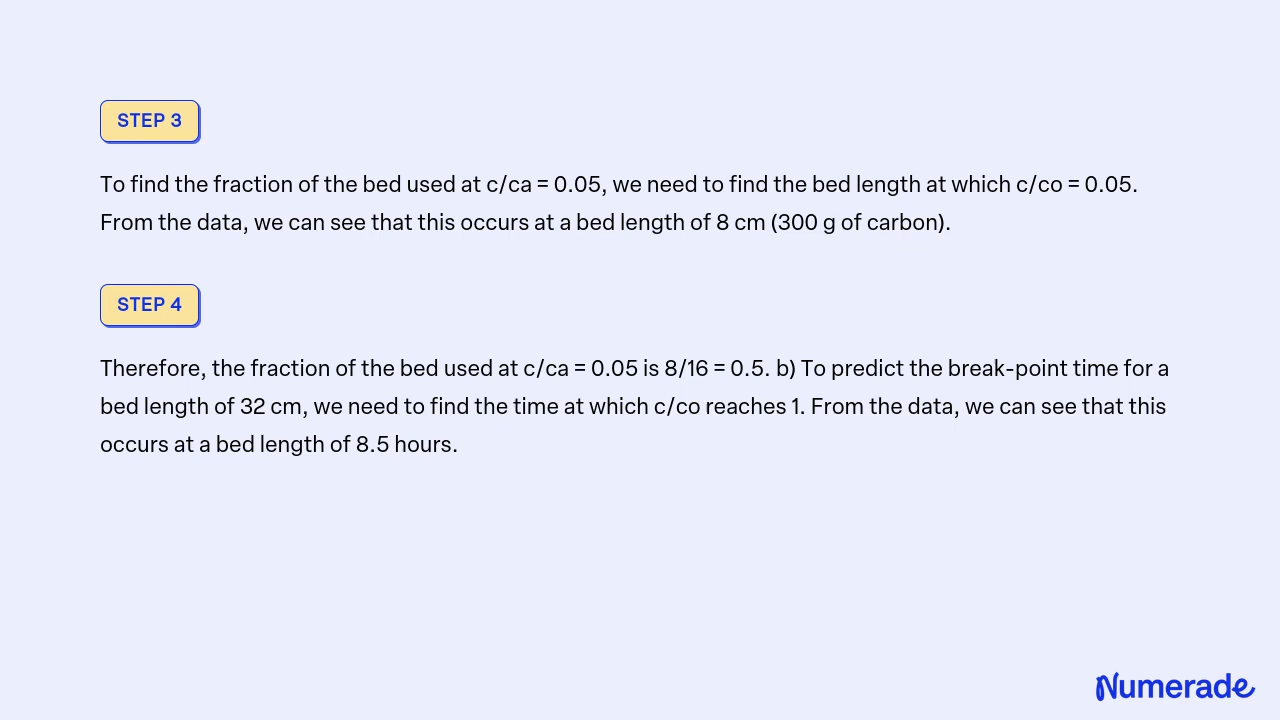 STEP 3
To find the fraction of the bed used at c/ca = 0.05, we need to find the bed length at which c/co = 0.05.
From the data, we can see that this occurs at a bed length of 8 cm (300 g of carbon).
STEP 4
Therefore, the fraction of the bed used at c/ca = 0.05 is 8/16 = 0.5. b) To predict the break-point time for a
bed length of 32 cm, we need to find the time at which c/co reaches 1. From the data, we can see that this
occurs at a bed length of 8.5 hours.
Numerade